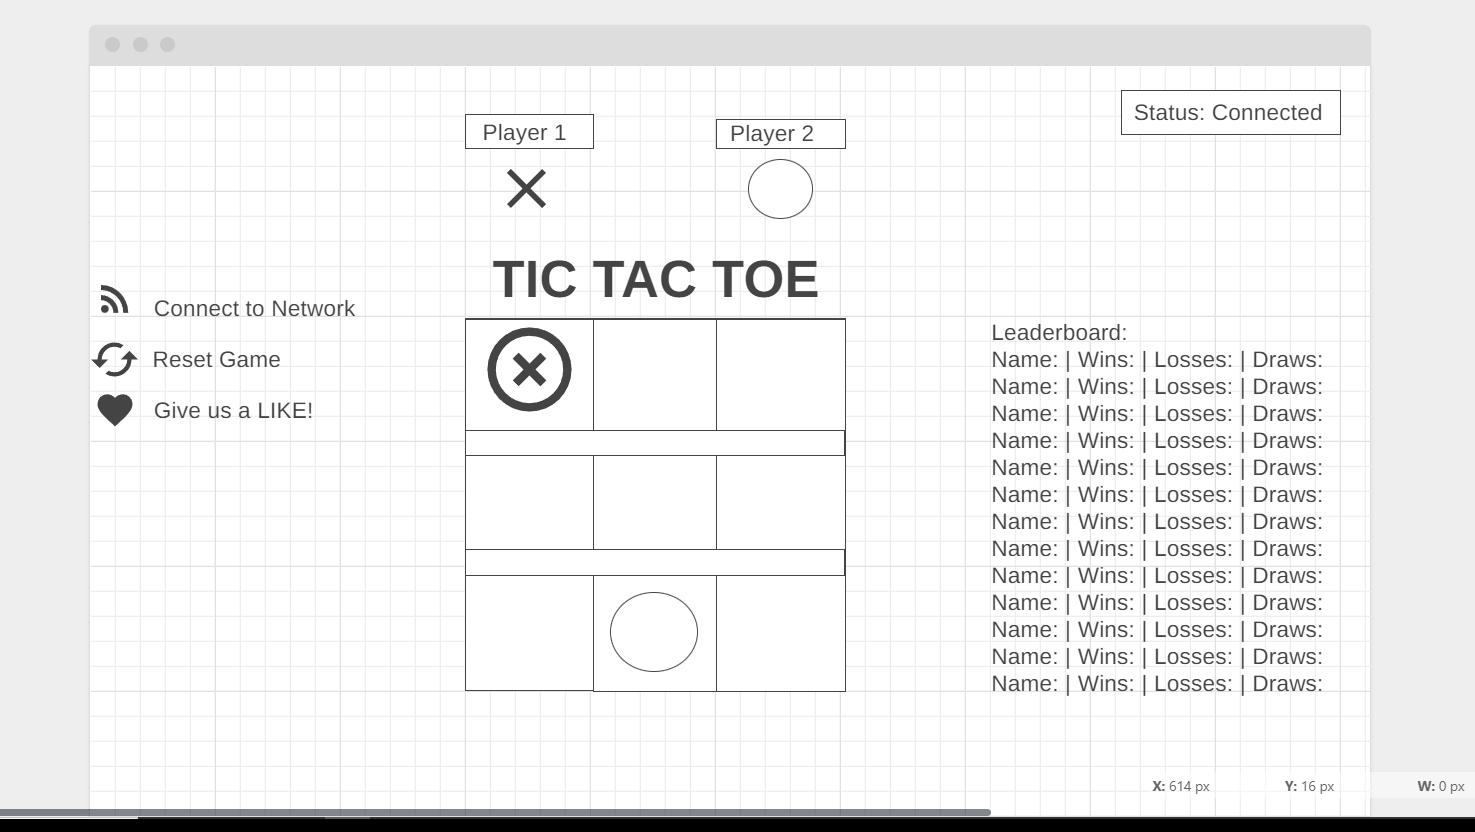 Status: Connected
Player 1
Player 2
TIC TAC TOE
Connect to Network
Reset Game
Give us a LIKE!
Leaderboard:
Name: | Wins: | Losses: | Draws:
Name: | Wins: | Losses: | Draws:
Name: | Wins: | Losses: | Draws:
Name: | Wins: | Losses: | Draws:
Name: | Wins: | Losses: | Draws:
Name: | Wins: | Losses: | Draws:
Name: | Wins: | Losses: | Draws:
Name: | Wins: | Losses: | Draws:
Name: | Wins: | Losses: | Draws:
Name: | Wins: | Losses: | Draws:
Name: | Wins: | Losses: | Draws:
Name: | Wins: | Losses: | Draws:
Name: | Wins: | Losses: | Draws:
X: 614 px Y: 16 px W: 0 px